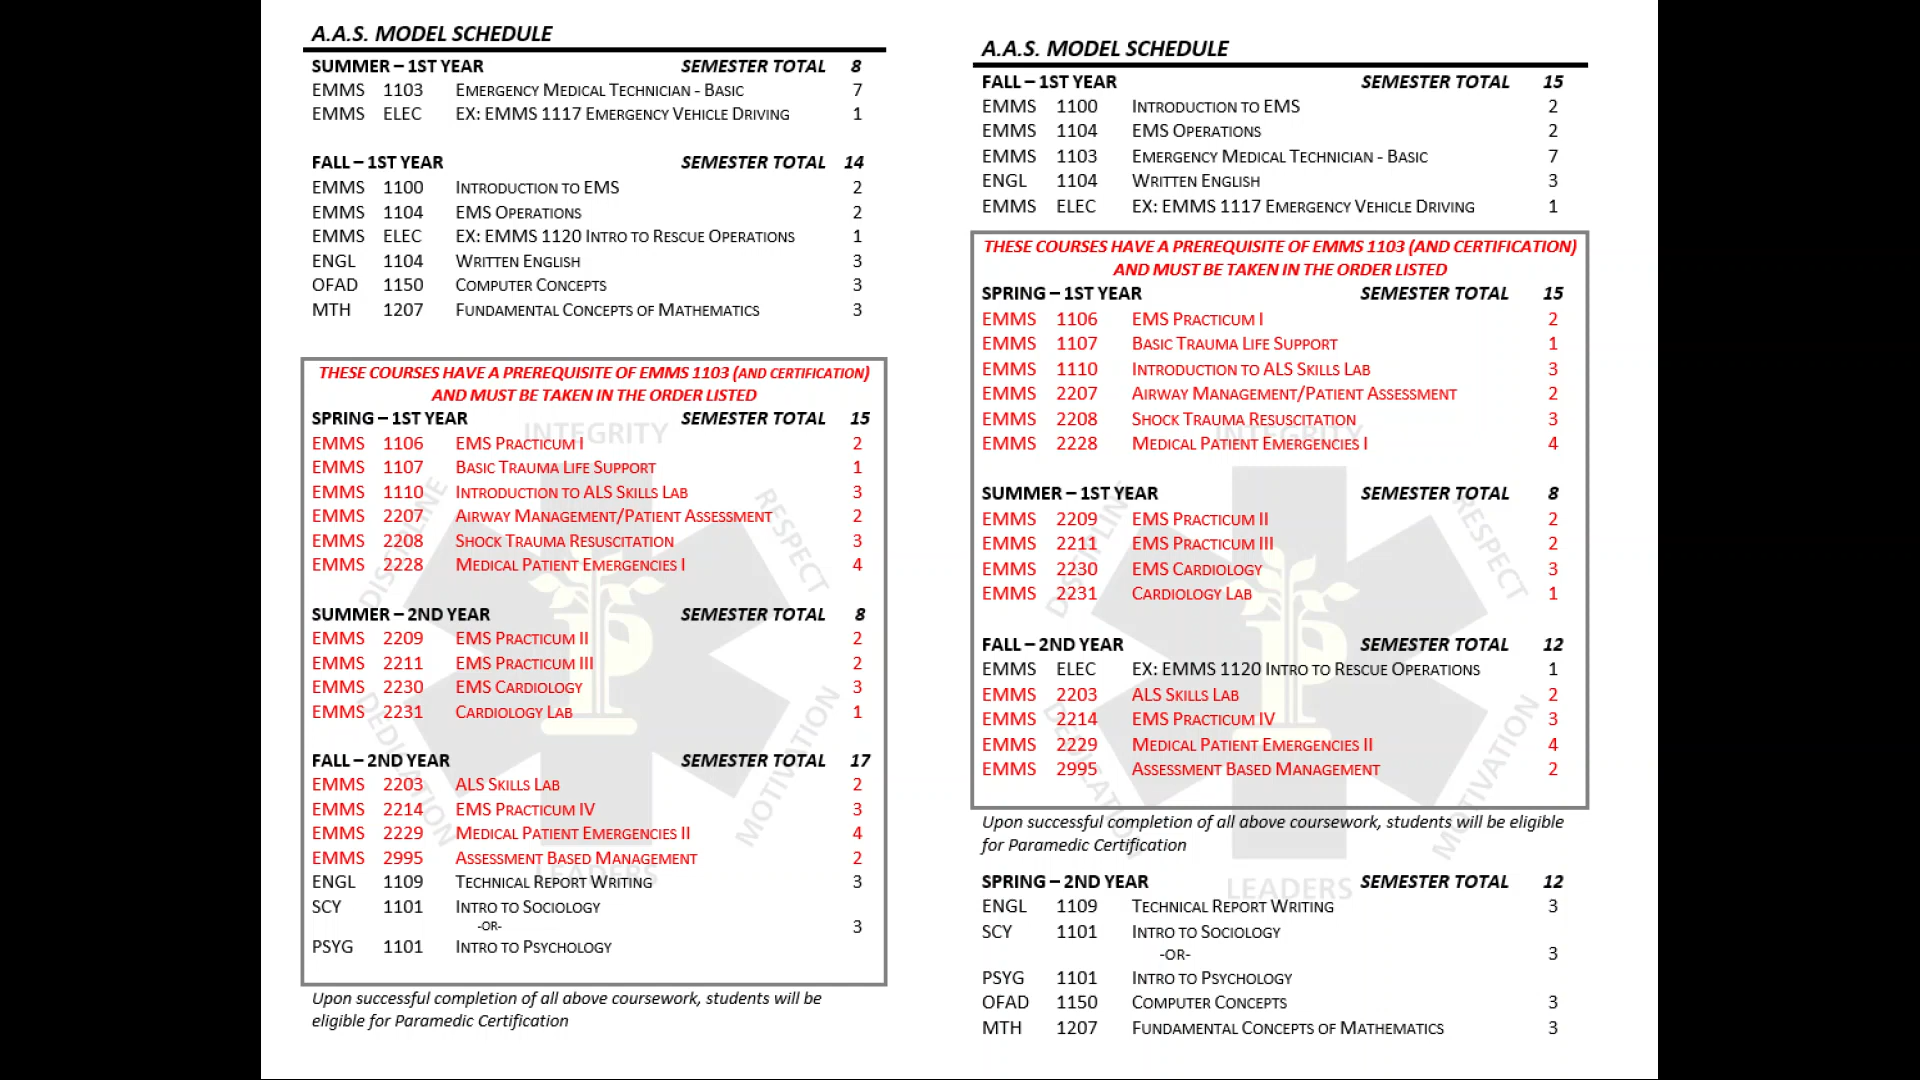 A.A.S. MODEL SCHEDULE
SUMMER – 1ST YEAR SEMESTER TOTAL 8
EMMS 1103 EMERGENCY MEDICAL TECHNICIAN - BASIC 7
EMMS ELEC EX: EMMS 1117 EMERGENCY VEHICLE DRIVING 1
FALL – 1ST YEAR SEMESTER TOTAL 14
EMMS 1100 INTRODUCTION TO EMS 2
EMMS 1104 EMS OPERATIONS 2
EMMS ELEC EX: EMMS 1120 INTRO TO RESCUE OPERATIONS 1
ENGL 1104 WRITTEN ENGLISH 3
OFAD 1150 COMPUTER CONCEPTS 3
MTH 1207 FUNDAMENTAL CONCEPTS OF MATHEMATICS 3
THESE COURSES HAVE A PREREQUISITE OF EMMS 1103 (AND CERTIFICATION)
AND MUST BE TAKEN IN THE ORDER LISTED
SPRING – 1ST YEAR SEMESTER TOTAL 15
EMMS 1106 EMS PRACTICUM I 2
EMMS 1107 BASIC TRAUMA LIFE SUPPORT 1
EMMS 1110 INTRODUCTION TO ALS SKILLS LAB 3
EMMS 2207 AIRWAY MANAGEMENT/PATIENT ASSESSMENT 2
EMMS 2208 SHOCK TRAUMA RESUSCITATION 3
EMMS 2228 MEDICAL PATIENT EMERGENCIES I 4
SUMMER – 2ND YEAR SEMESTER TOTAL 8
EMMS 2209 EMS PRACTICUM II 2
EMMS 2211 EMS PRACTICUM III 2
EMMS 2230 EMS CARDIOLOGY 3
EMMS 2231 CARDIOLOGY LAB 1
FALL – 2ND YEAR SEMESTER TOTAL 17
EMMS 2203 ALS SKILLS LAB 2
EMMS 2214 EMS PRACTICUM IV 3
EMMS 2229 MEDICAL PATIENT EMERGENCIES II 4
EMMS 2995 ASSESSMENT BASED MANAGEMENT 2
ENGL 1109 TECHNICAL REPORT WRITING 3
SCY 1101 INTRO TO SOCIOLOGY
-OR- 3
PSYG 1101 INTRO TO PSYCHOLOGY
Upon successful completion of all above coursework, students will be
eligible for Paramedic Certification
INTEGRITY
RESPECT
MOTIVATION
LEADERS
DEDICATION
DISCIPLINE
P
A.A.S. MODEL SCHEDULE
FALL – 1ST YEAR SEMESTER TOTAL 15
EMMS 1100 INTRODUCTION TO EMS 2
EMMS 1104 EMS OPERATIONS 2
EMMS 1103 EMERGENCY MEDICAL TECHNICIAN - BASIC 7
ENGL 1104 WRITTEN ENGLISH 3
EMMS ELEC EX: EMMS 1117 EMERGENCY VEHICLE DRIVING 1
THESE COURSES HAVE A PREREQUISITE OF EMMS 1103 (AND CERTIFICATION)
AND MUST BE TAKEN IN THE ORDER LISTED
SPRING – 1ST YEAR SEMESTER TOTAL 15
EMMS 1106 EMS PRACTICUM I 2
EMMS 1107 BASIC TRAUMA LIFE SUPPORT 1
EMMS 1110 INTRODUCTION TO ALS SKILLS LAB 3
EMMS 2207 AIRWAY MANAGEMENT/PATIENT ASSESSMENT 2
EMMS 2208 SHOCK TRAUMA RESUSCITATION 3
EMMS 2228 MEDICAL PATIENT EMERGENCIES I 4
SUMMER – 1ST YEAR SEMESTER TOTAL 8
EMMS 2209 EMS PRACTICUM II 2
EMMS 2211 EMS PRACTICUM III 2
EMMS 2230 EMS CARDIOLOGY 3
EMMS 2231 CARDIOLOGY LAB 1
FALL – 2ND YEAR SEMESTER TOTAL 12
EMMS ELEC EX: EMMS 1120 INTRO TO RESCUE OPERATIONS 1
EMMS 2203 ALS SKILLS LAB 2
EMMS 2214 EMS PRACTICUM IV 3
EMMS 2229 MEDICAL PATIENT EMERGENCIES II 4
EMMS 2995 ASSESSMENT BASED MANAGEMENT 2
Upon successful completion of all above coursework, students will be eligible
for Paramedic Certification
SPRING – 2ND YEAR SEMESTER TOTAL 12
ENGL 1109 TECHNICAL REPORT WRITING 3
SCY 1101 INTRO TO SOCIOLOGY
-OR- 3
PSYG 1101 INTRO TO PSYCHOLOGY
OFAD 1150 COMPUTER CONCEPTS 3
MTH 1207 FUNDAMENTAL CONCEPTS OF MATHEMATICS 3
INTEGRITY
RESPECT
MOTIVATION
LEADERS
DEDICATION
DISCIPLINE
P